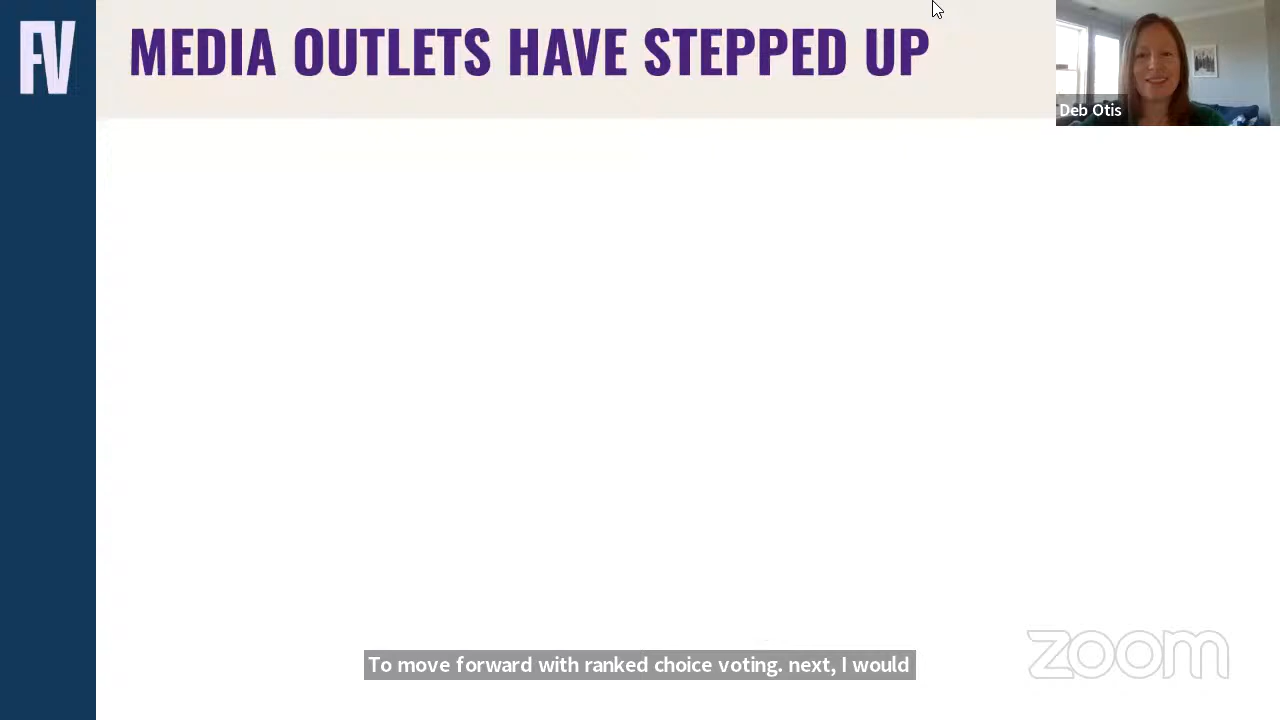 FV
MEDIA OUTLETS HAVE STEPPED UP
Deb Otis
To move forward with ranked choice voting. next, I would
zoom